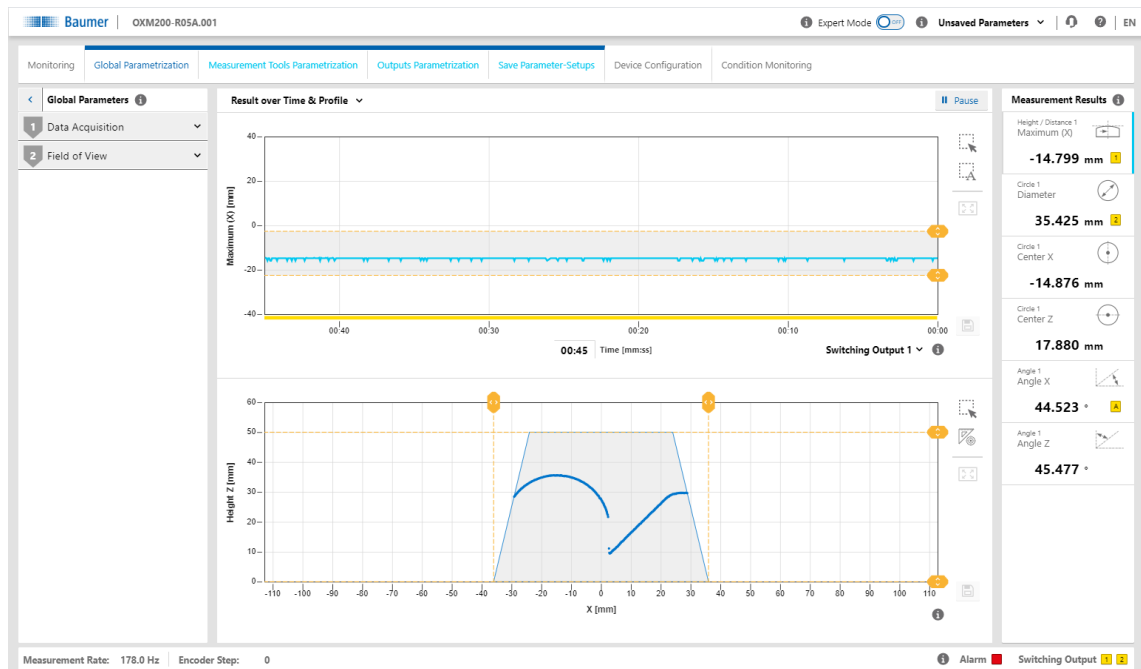 Baumer OXM200-R05A.001 Expert Mode OFF Unsaved Parameters EN
Monitoring Global Parametrization Measurement Tools Parametrization Outputs Parametrization Save Parameter-Setups Device Configuration Condition Monitoring
Global Parameters
1 Data Acquisition
2 Field of View
Result over Time & Profile Pause
Maximum (X) [mm]
40
20
0
-20
-40
00:40 00:30 00:20 00:10 00:00
00:45 Time [mm:ss] Switching Output 1
Height Z [mm]
60
50
40
30
20
10
0
-110 -100 -90 -80 -70 -60 -50 -40 -30 -20 -10 0 10 20 30 40 50 60 70 80 90 100 110
X [mm]
Measurement Results
Height / Distance 1
Maximum (X)
-14.799 mm 1
Circle 1
Diameter
35.425 mm 2
Circle 1
Center X
-14.876 mm
Circle 1
Center Z
17.880 mm
Angle 1
Angle X
44.523 ° A
Angle 1
Angle Z
45.477 °
Measurement Rate: 178.0 Hz Encoder Step: 0 Alarm Switching Output 1 2